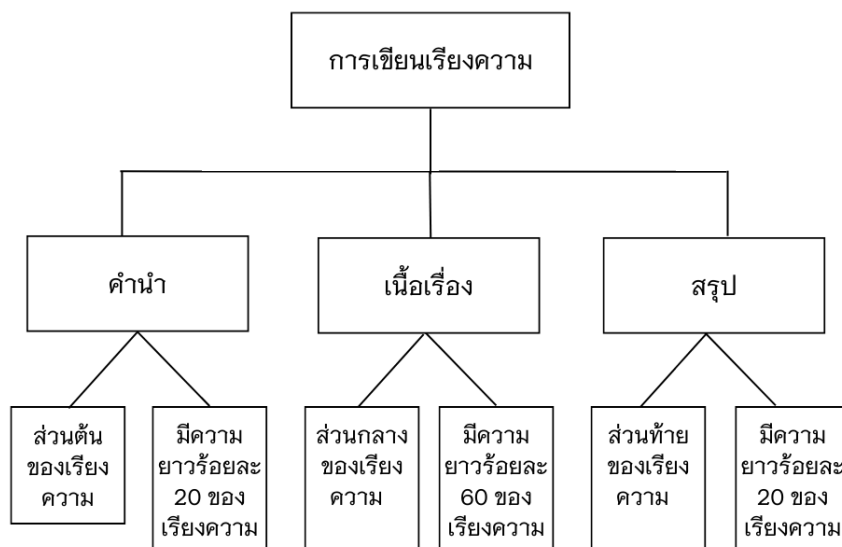 การเขียนเรียงความ
คำนำ
เนื้อเรื่อง
สรุป
ส่วนต้น
ของเรียง
ความ
มีความ
ยาวร้อยละ
20 ของ
เรียงความ
ส่วนกลาง
ของเรียง
ความ
มีความ
ยาวร้อยละ
60 ของ
เรียงความ
ส่วนท้าย
ของเรียง
ความ
มีความ
ยาวร้อยละ
20 ของ
เรียงความ